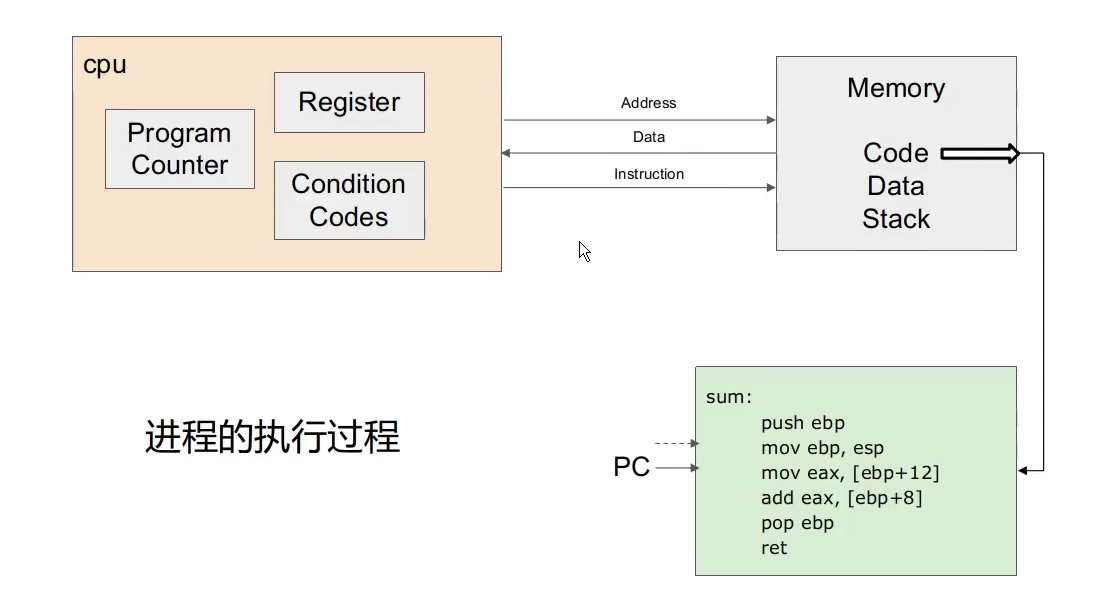 cpu
Register
Program
Counter
Condition
Codes
Address
Data
Instruction
Memory
Code
Data
Stack
进程的执行过程
PC
sum:
push ebp
mov ebp, esp
mov eax, [ebp+12]
add eax, [ebp+8]
pop ebp
ret